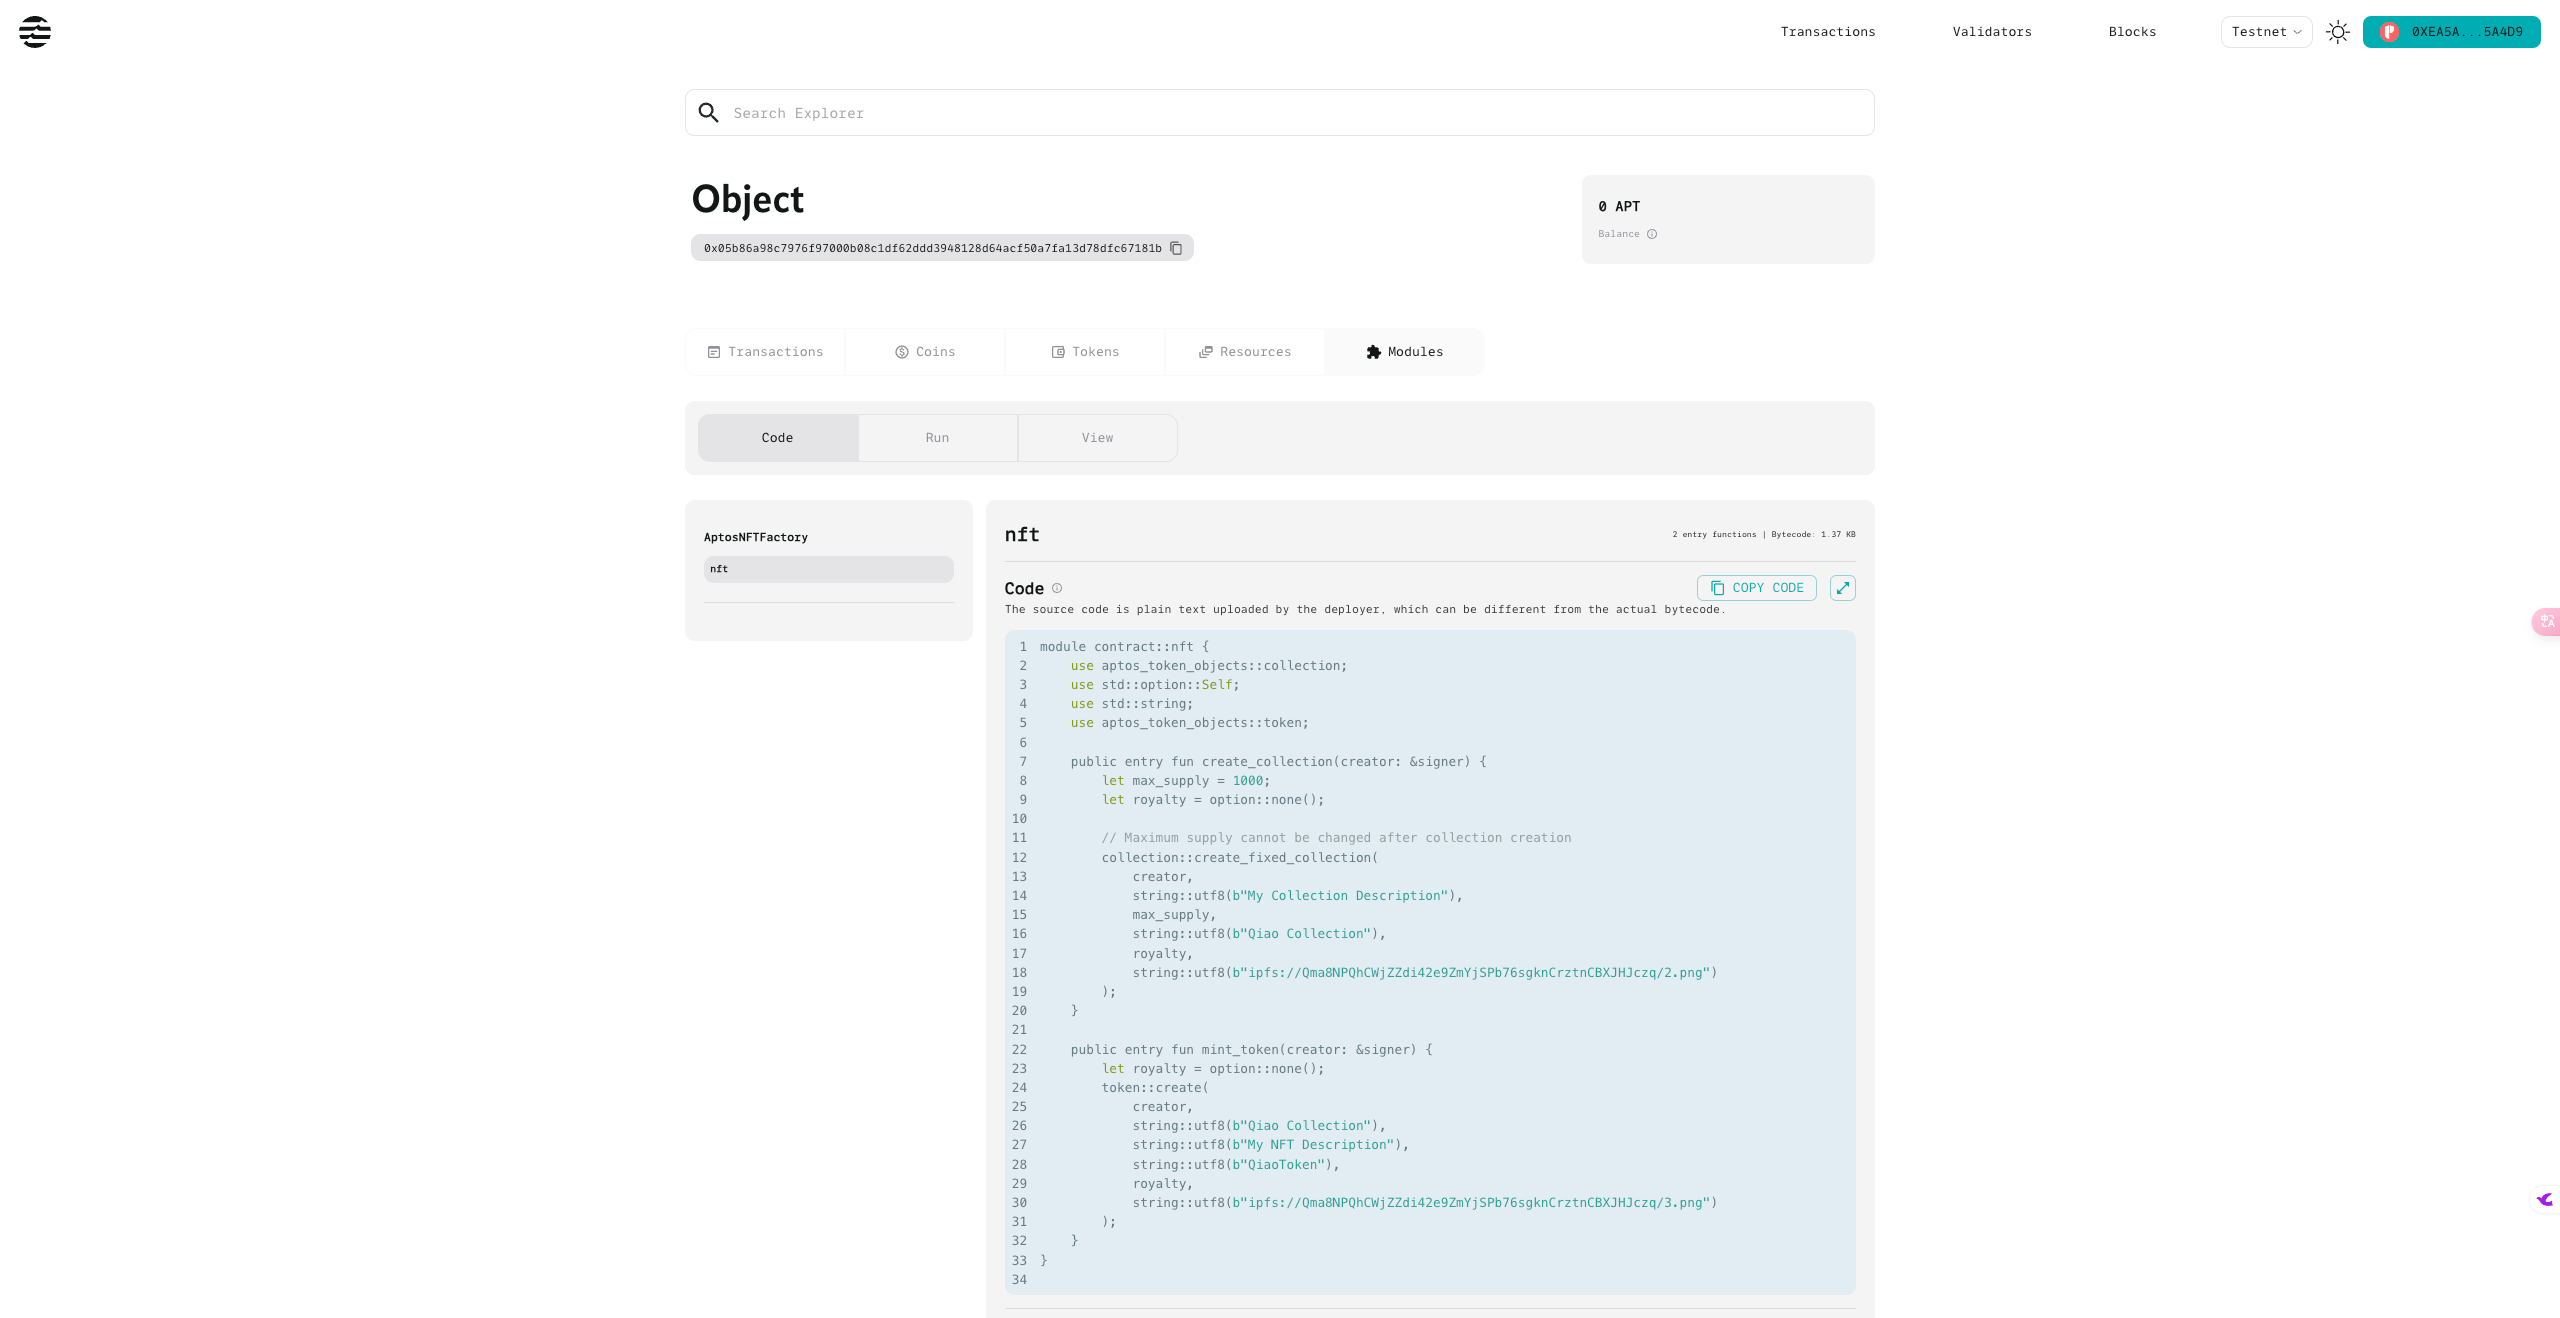 Transactions Validators Blocks Testnet 0XEA5A...5A4D9
Search Explorer
Object
0x05b86a98c7976f97000b08c1df62ddd3948128d64acf50a7fa13d78dfc67181b
0 APT
Balance
Transactions Coins Tokens Resources Modules
Code Run View
AptosNFTFactory
nft
nft
2 entry functions | Bytecode: 1.37 KB
Code
COPY CODE
The source code is plain text uploaded by the deployer, which can be different from the actual bytecode.
1 module contract::nft {
2     use aptos_token_objects::collection;
3     use std::option::Self;
4     use std::string;
5     use aptos_token_objects::token;
6
7     public entry fun create_collection(creator: &signer) {
8         let max_supply = 1000;
9         let royalty = option::none();
10
11         // Maximum supply cannot be changed after collection creation
12         collection::create_fixed_collection(
13             creator,
14             string::utf8(b"My Collection Description"),
15             max_supply,
16             string::utf8(b"Qiao Collection"),
17             royalty,
18             string::utf8(b"ipfs://Qma8NPQhCWjZZdi42e9ZmYjSPb76sgknCrztnCBXJHJczq/2.png")
19         );
20     }
21
22     public entry fun mint_token(creator: &signer) {
23         let royalty = option::none();
24         token::create(
25             creator,
26             string::utf8(b"Qiao Collection"),
27             string::utf8(b"My NFT Description"),
28             string::utf8(b"QiaoToken"),
29             royalty,
30             string::utf8(b"ipfs://Qma8NPQhCWjZZdi42e9ZmYjSPb76sgknCrztnCBXJHJczq/3.png")
31         );
32     }
33 }
34